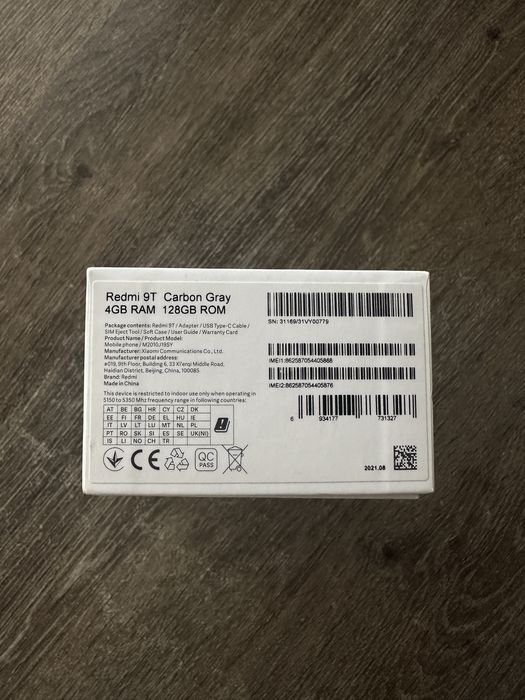 Redmi 9T Carbon Gray
4GB RAM 128GB ROM
Package contents: Redmi 9T / Adapter / USB Type-C Cable /
SIM Eject Tool / Soft Case / User Guide / Warranty Card
Product Name / Product Model:
Mobile phone / M2010J19SY
Manufacturer: Xiaomi Communications Co., Ltd.
Manufacturer postal address:
#019, 9th Floor, Building 6, 33 Xi'erqi Middle Road,
Haidian District, Beijing, China, 100085
Brand: Redmi
Made in China
This device is restricted to indoor use only when operating in
5150 to 5350 Mhz frequency range in following countries:
AT BE BG HR CY CZ DK
EE FI FR DE EL HU IE
IT LV LT LU MT NL PL
PT RO SK SI ES SE UK(NI)
IS LI NO CH TR
CE
QC
PASS
SN: 31169/31VY00779
IMEI1:862587054405868
IMEI2:862587054405876
6 934177 731327
2021.08